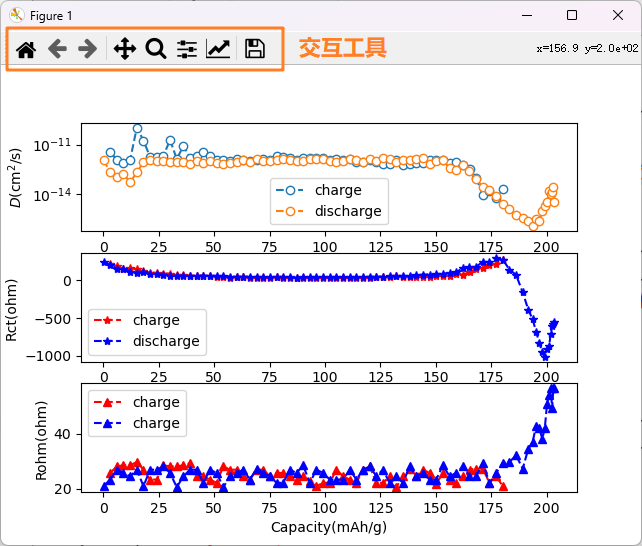 Figure 1
交互工具
x=156.9 y=2.0e+02
D(cm²/s)
10⁻¹¹
10⁻¹⁴
charge
discharge
0 25 50 75 100 125 150 175 200
Rct(ohm)
0
−500
−1000
charge
discharge
0 25 50 75 100 125 150 175 200
Rohm(ohm)
40
20
charge
charge
0 25 50 75 100 125 150 175 200
Capacity(mAh/g)